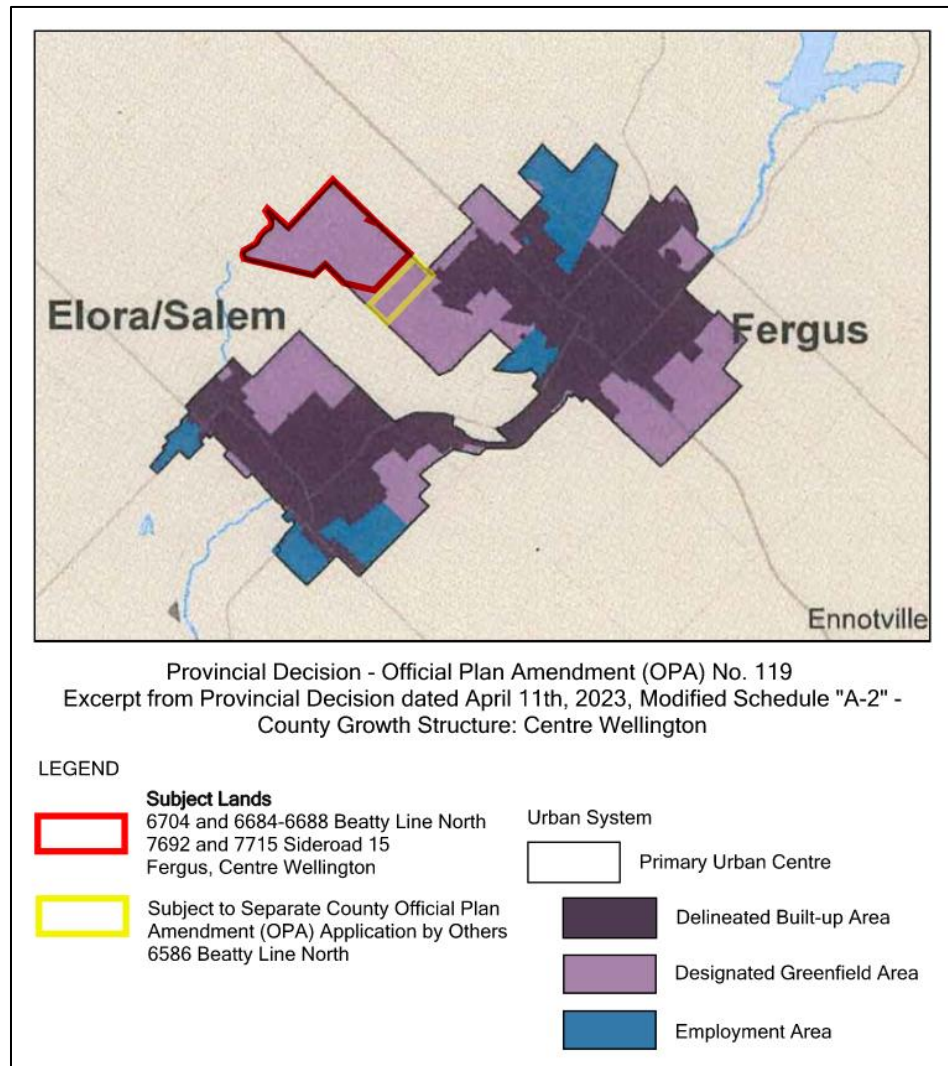 Elora/Salem
Fergus
Ennotville
Provincial Decision - Official Plan Amendment (OPA) No. 119
Excerpt from Provincial Decision dated April 11th, 2023, Modified Schedule "A-2" -
County Growth Structure: Centre Wellington
LEGEND
Subject Lands
6704 and 6684-6688 Beatty Line North
7692 and 7715 Sideroad 15
Fergus, Centre Wellington
Subject to Separate County Official Plan
Amendment (OPA) Application by Others
6586 Beatty Line North
Urban System
Primary Urban Centre
Delineated Built-up Area
Designated Greenfield Area
Employment Area